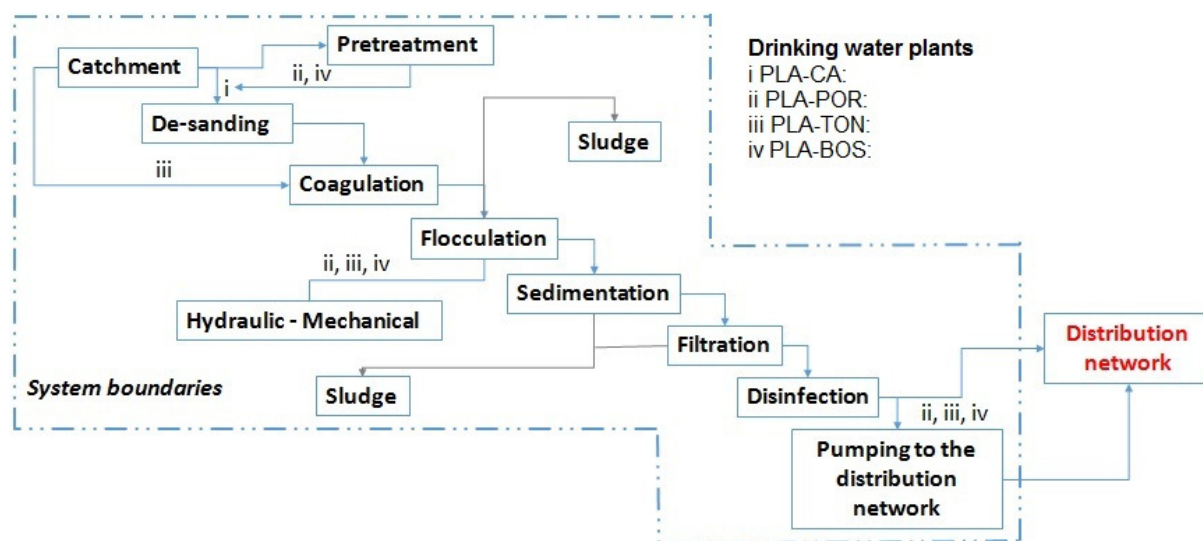 Pretreatment
Catchment
ii, iv
i
De-sanding
Sludge
iii
Coagulation
Flocculation
ii, iii, iv
Sedimentation
Hydraulic - Mechanical
Filtration
System boundaries
Sludge
Disinfection
ii, iii, iv
Pumping to the
distribution
network
Distribution
network
Drinking water plants
i PLA-CA:
ii PLA-POR:
iii PLA-TON:
iv PLA-BOS: